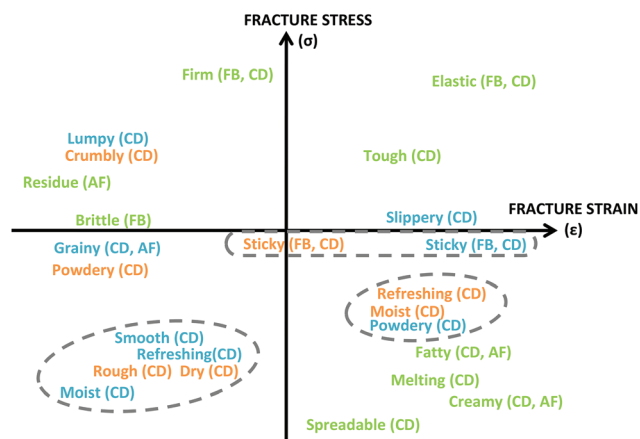 FRACTURE STRESS
(σ)
Firm (FB, CD)
Elastic (FB, CD)
Lumpy (CD)
Crumbly (CD)
Tough (CD)
Residue (AF)
Brittle (FB)
Slippery (CD)
FRACTURE STRAIN
(ε)
Grainy (CD, AF)
Sticky (FB, CD)
Sticky (FB, CD)
Powdery (CD)
Refreshing (CD)
Moist (CD)
Powdery (CD)
Smooth (CD)
Refreshing(CD)
Fatty (CD, AF)
Rough (CD) Dry (CD)
Melting (CD)
Moist (CD)
Creamy (CD, AF)
Spreadable (CD)